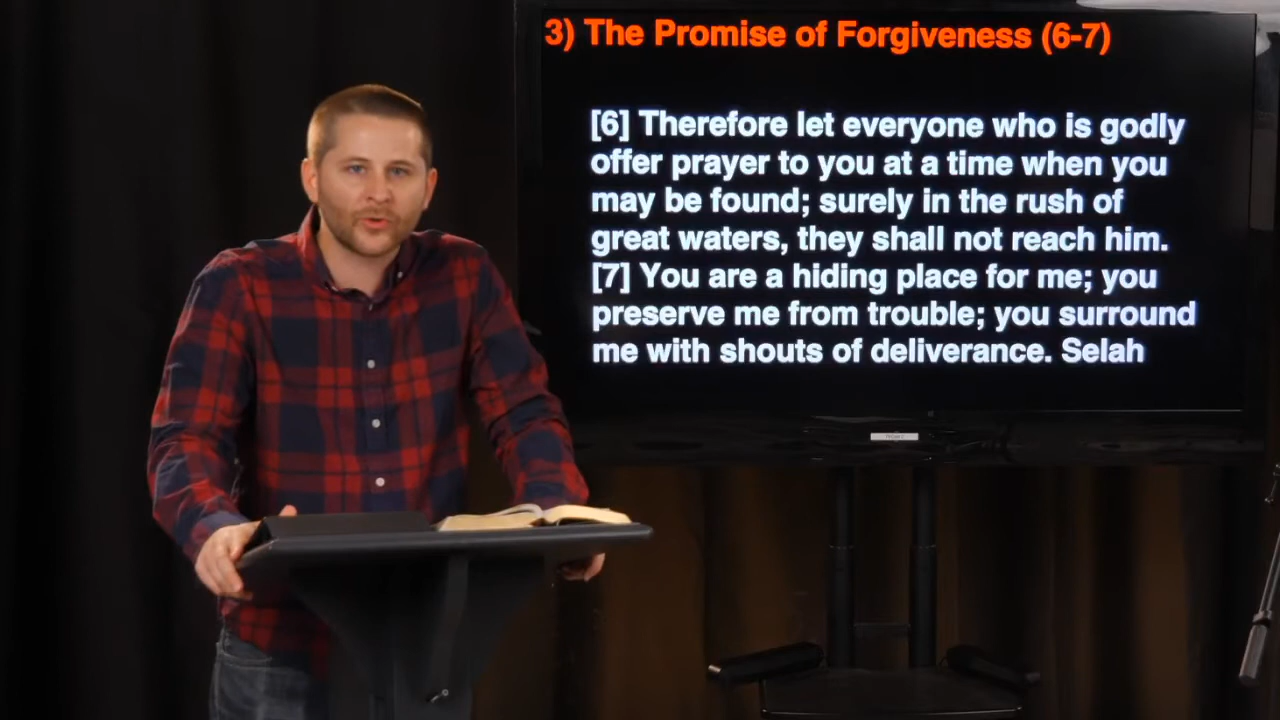 3) The Promise of Forgiveness (6-7)
[6] Therefore let everyone who is godly
offer prayer to you at a time when you
may be found; surely in the rush of
great waters, they shall not reach him.
[7] You are a hiding place for me; you
preserve me from trouble; you surround
me with shouts of deliverance. Selah